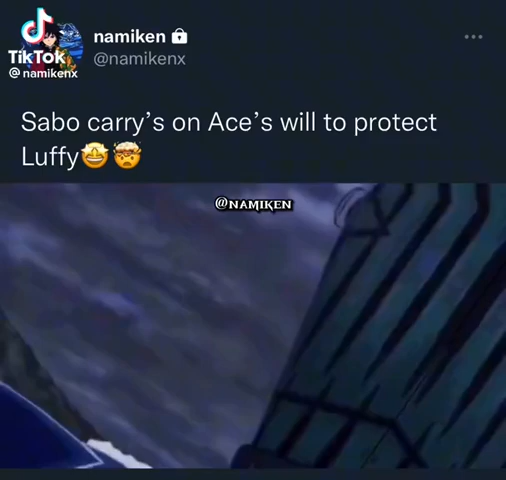 namiken
TikTok
@namikenx
@ namikenx
Sabo carry’s on Ace’s will to protect
Luffy🤩🤯
@NAMIKEN